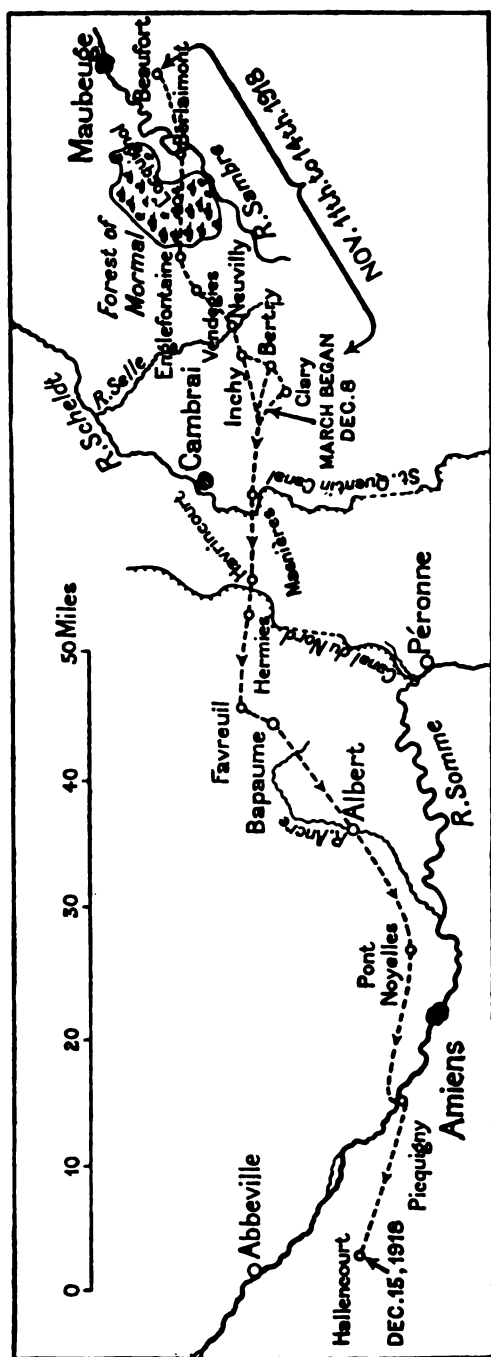 0 10 20 30 40 50 Miles
Maubeuge
Beaufort
Berlaimont
Forest of
Mormal
R. Sambre
NOV. 11th. to 14th. 1918
Englefontaine
Vendegies
Neuvilly
R. Scheldt
R. Selle
Cambrai
Inchy
Bertry
Clary
MARCH BEGAN
DEC. 8
St. Quentin Canal
Masnières
Havrincourt
Hermies
Canal du Nord
Péronne
Favreuil
Bapaume
R. Ancre
Albert
R. Somme
Pont
Noyelles
Amiens
Picquigny
Abbeville
Hallencourt
DEC. 15, 1918